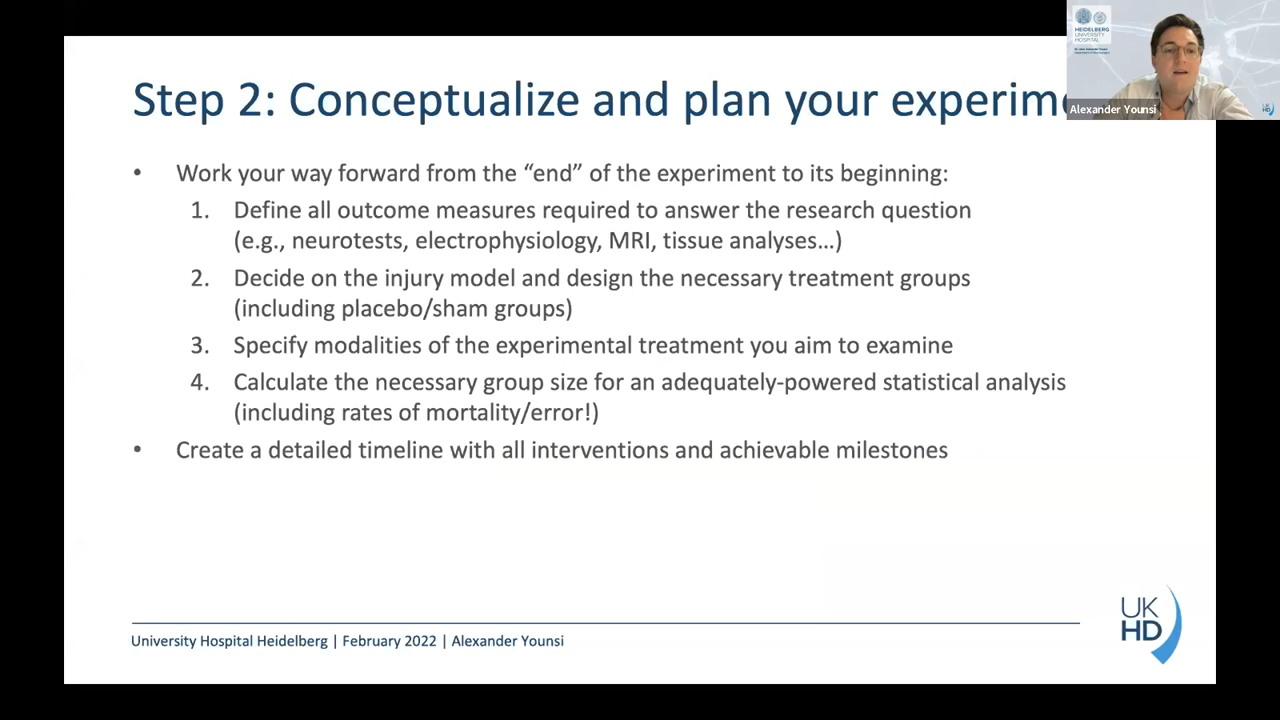 HEIDELBERG
UNIVERSITY
HOSPITAL
Alexander Younsi
Step 2: Conceptualize and plan your experim
• Work your way forward from the “end” of the experiment to its beginning:
1. Define all outcome measures required to answer the research question
(e.g., neurotests, electrophysiology, MRI, tissue analyses…)
2. Decide on the injury model and design the necessary treatment groups
(including placebo/sham groups)
3. Specify modalities of the experimental treatment you aim to examine
4. Calculate the necessary group size for an adequately-powered statistical analysis
(including rates of mortality/error!)
• Create a detailed timeline with all interventions and achievable milestones
University Hospital Heidelberg | February 2022 | Alexander Younsi
UK
HD